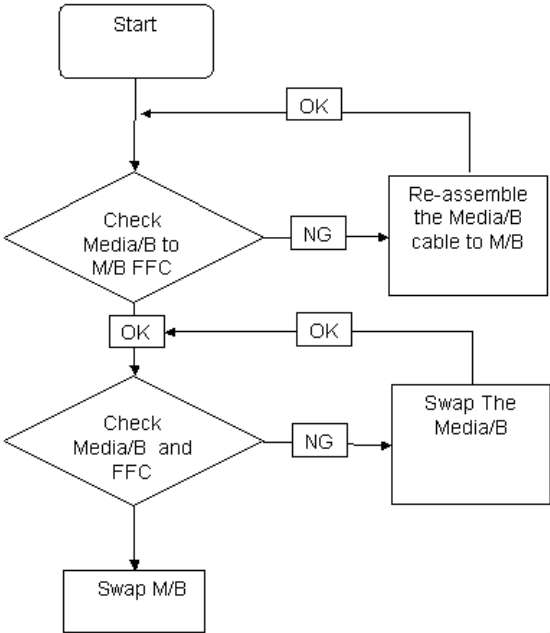 Start
OK
Check
Media/B to
M/B FFC
NG
Re-assemble
the Media/B
cable to M/B
OK
OK
Check
Media/B and
FFC
NG
Swap The
Media/B
Swap M/B